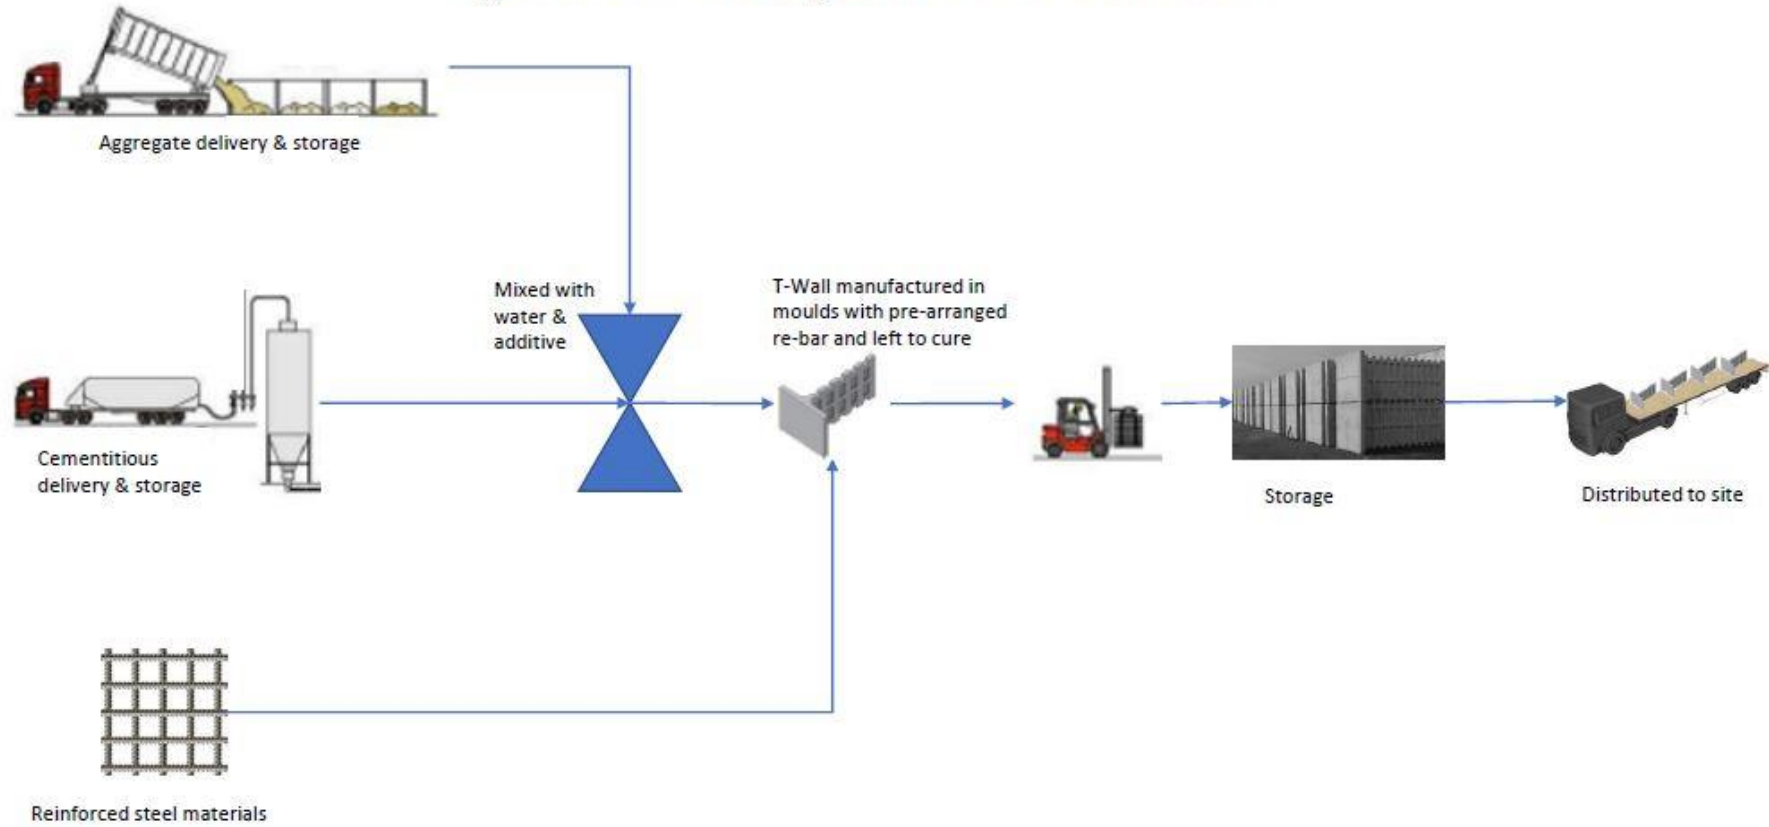 Aggregate delivery & storage
Mixed with
water &
additive
T-Wall manufactured in
moulds with pre-arranged
re-bar and left to cure
Cementitious
delivery & storage
Storage
Distributed to site
Reinforced steel materials